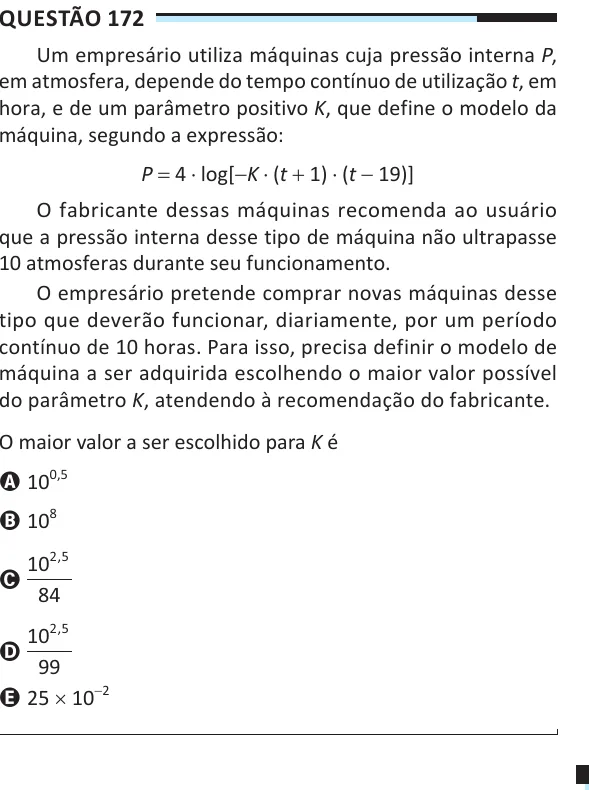 QUESTÃO 172
Um empresário utiliza máquinas cuja pressão interna P,
em atmosfera, depende do tempo contínuo de utilização t, em
hora, e de um parâmetro positivo K, que define o modelo da
máquina, segundo a expressão:
P = 4 · log[−K · (t + 1) · (t − 19)]
O fabricante dessas máquinas recomenda ao usuário
que a pressão interna desse tipo de máquina não ultrapasse
10 atmosferas durante seu funcionamento.
O empresário pretende comprar novas máquinas desse
tipo que deverão funcionar, diariamente, por um período
contínuo de 10 horas. Para isso, precisa definir o modelo de
máquina a ser adquirida escolhendo o maior valor possível
do parâmetro K, atendendo à recomendação do fabricante.
O maior valor a ser escolhido para K é
A 10^0,5
B 10^8
C 10^2,5 / 84
D 10^2,5 / 99
E 25 × 10^−2